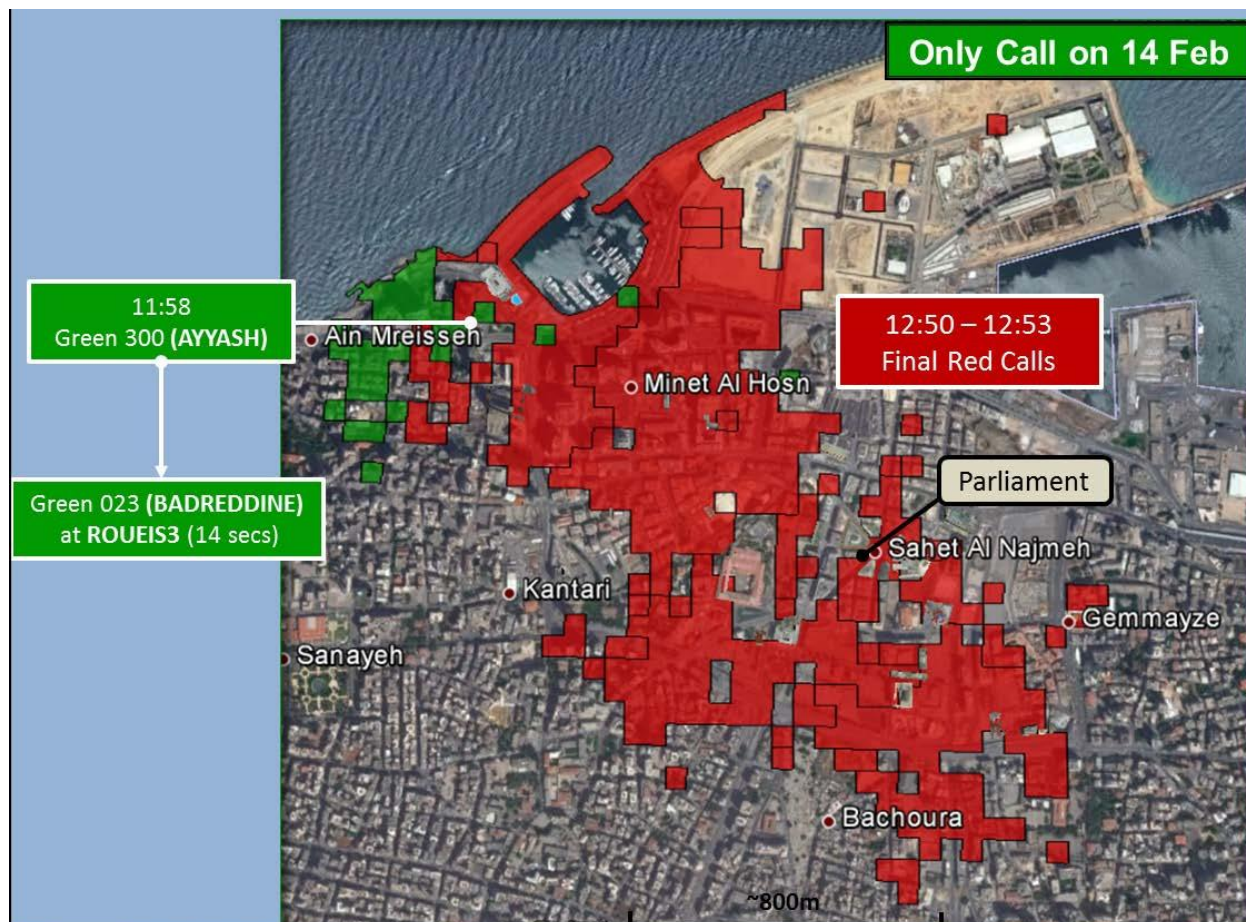 Only Call on 14 Feb
11:58
Green 300 (AYYASH)
Green 023 (BADREDDINE)
at ROUEIS3 (14 secs)
12:50 – 12:53
Final Red Calls
Parliament
Ain Mreisseh
Minet Al Hosn
Sahet Al Najmeh
Kantari
Gemmayze
Sanayeh
Bachoura
~800m